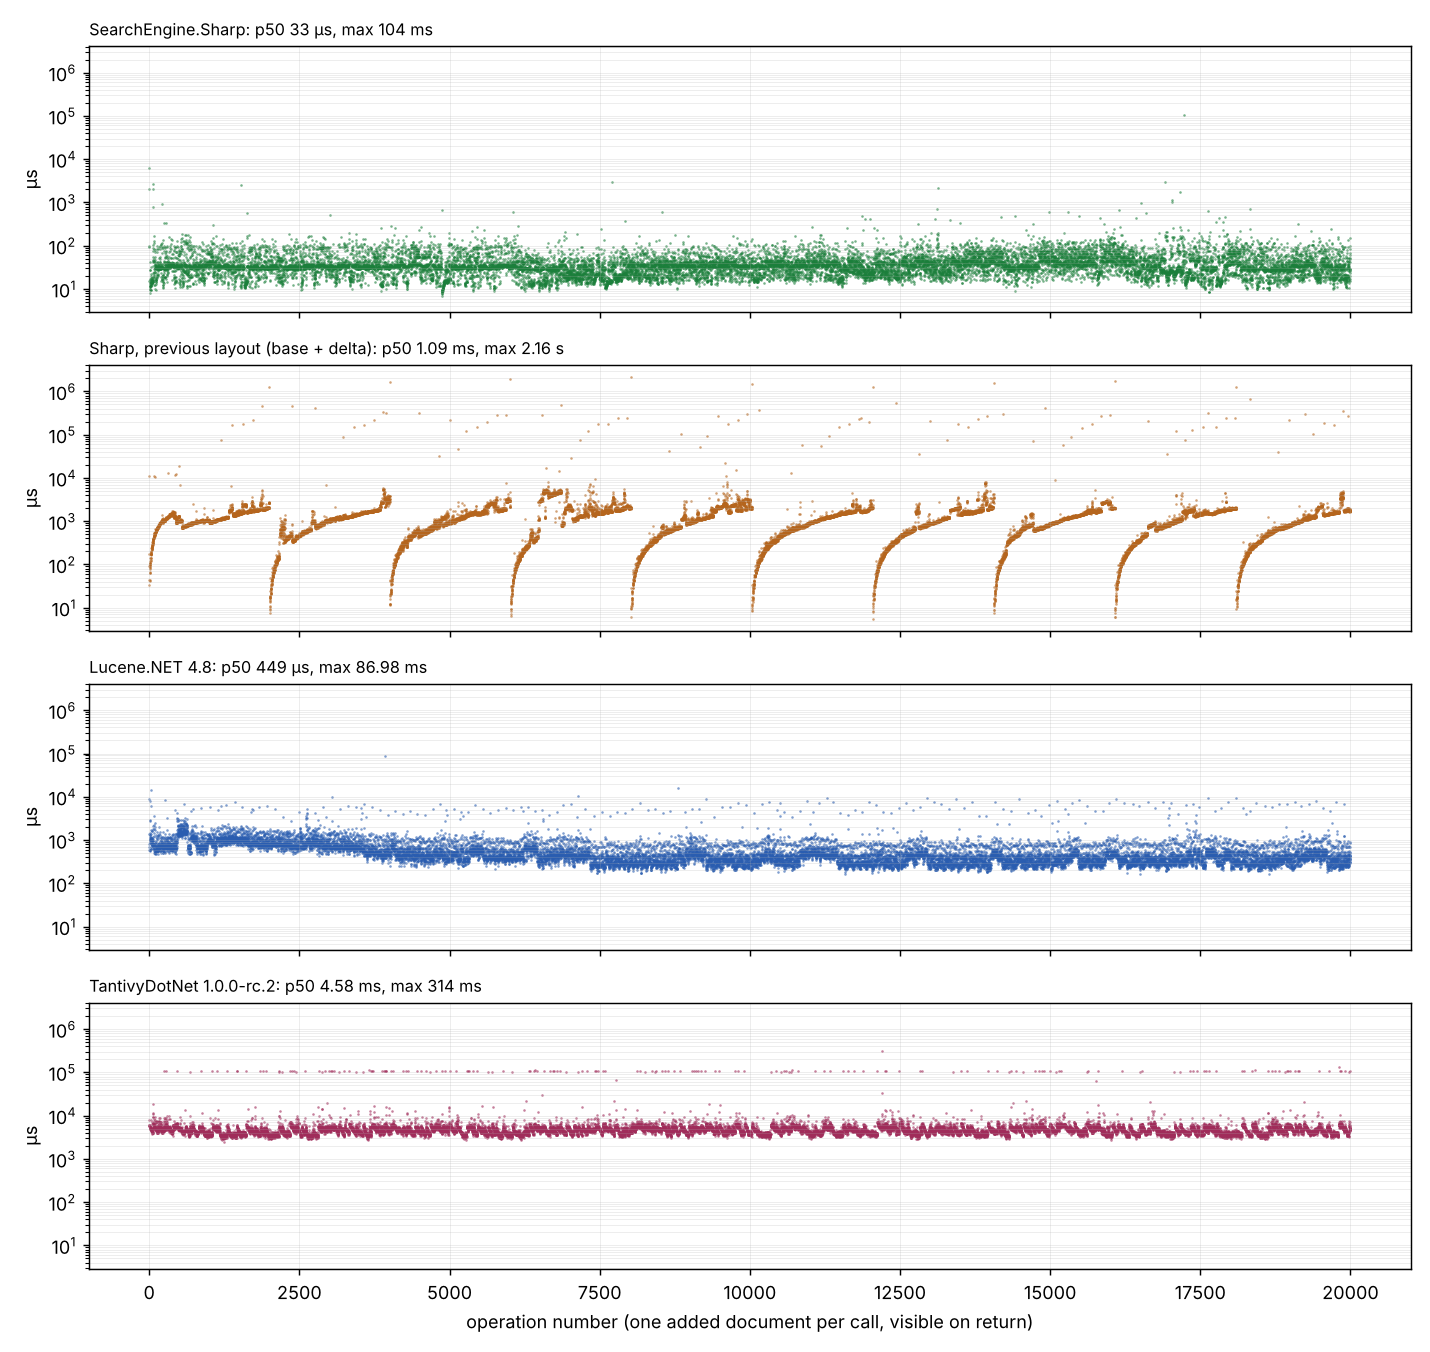 SearchEngine.Sharp: p50 33 µs, max 104 ms
10⁶
10⁵
10⁴
10³
10²
10¹
µs
Sharp, previous layout (base + delta): p50 1.09 ms, max 2.16 s
10⁶
10⁵
10⁴
10³
10²
10¹
µs
Lucene.NET 4.8: p50 449 µs, max 86.98 ms
10⁶
10⁵
10⁴
10³
10²
10¹
µs
TantivyDotNet 1.0.0-rc.2: p50 4.58 ms, max 314 ms
10⁶
10⁵
10⁴
10³
10²
10¹
µs
0 2500 5000 7500 10000 12500 15000 17500 20000
operation number (one added document per call, visible on return)